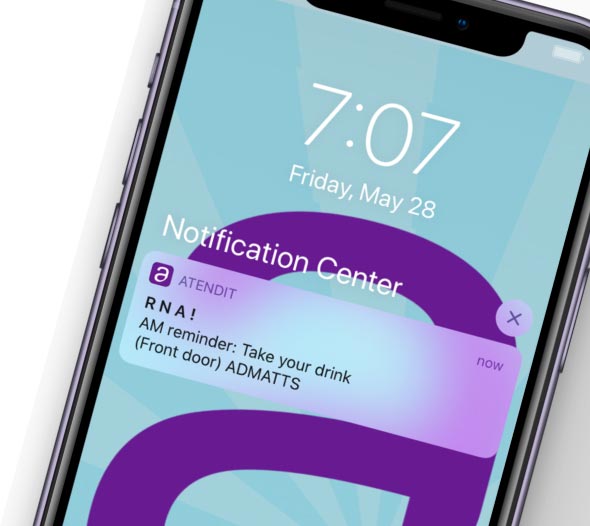 7:07
Friday, May 28
Notification Center
a ATENDIT
now
RNA!
AM reminder: Take your drink
(Front door) ADMATTS